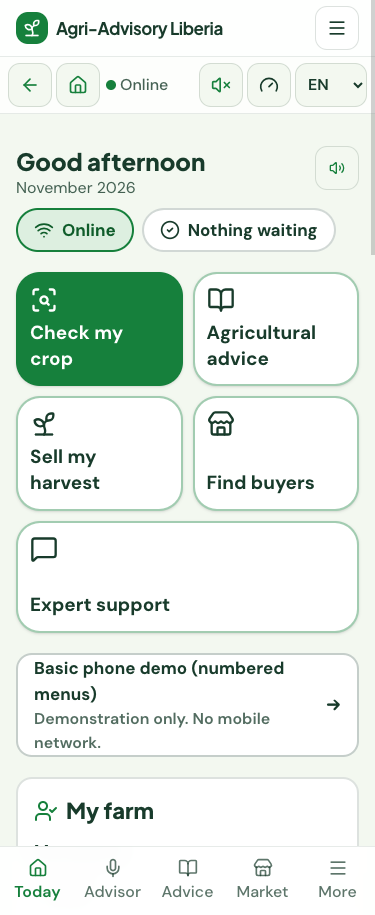 Agri-Advisory Liberia
Online
EN
Good afternoon
November 2026
Online
Nothing waiting
Check my
crop
Agricultural
advice
Sell my
harvest
Find buyers
Expert support
Basic phone demo (numbered
menus)
Demonstration only. No mobile
network.
My farm
Today
Advisor
Advice
Market
More